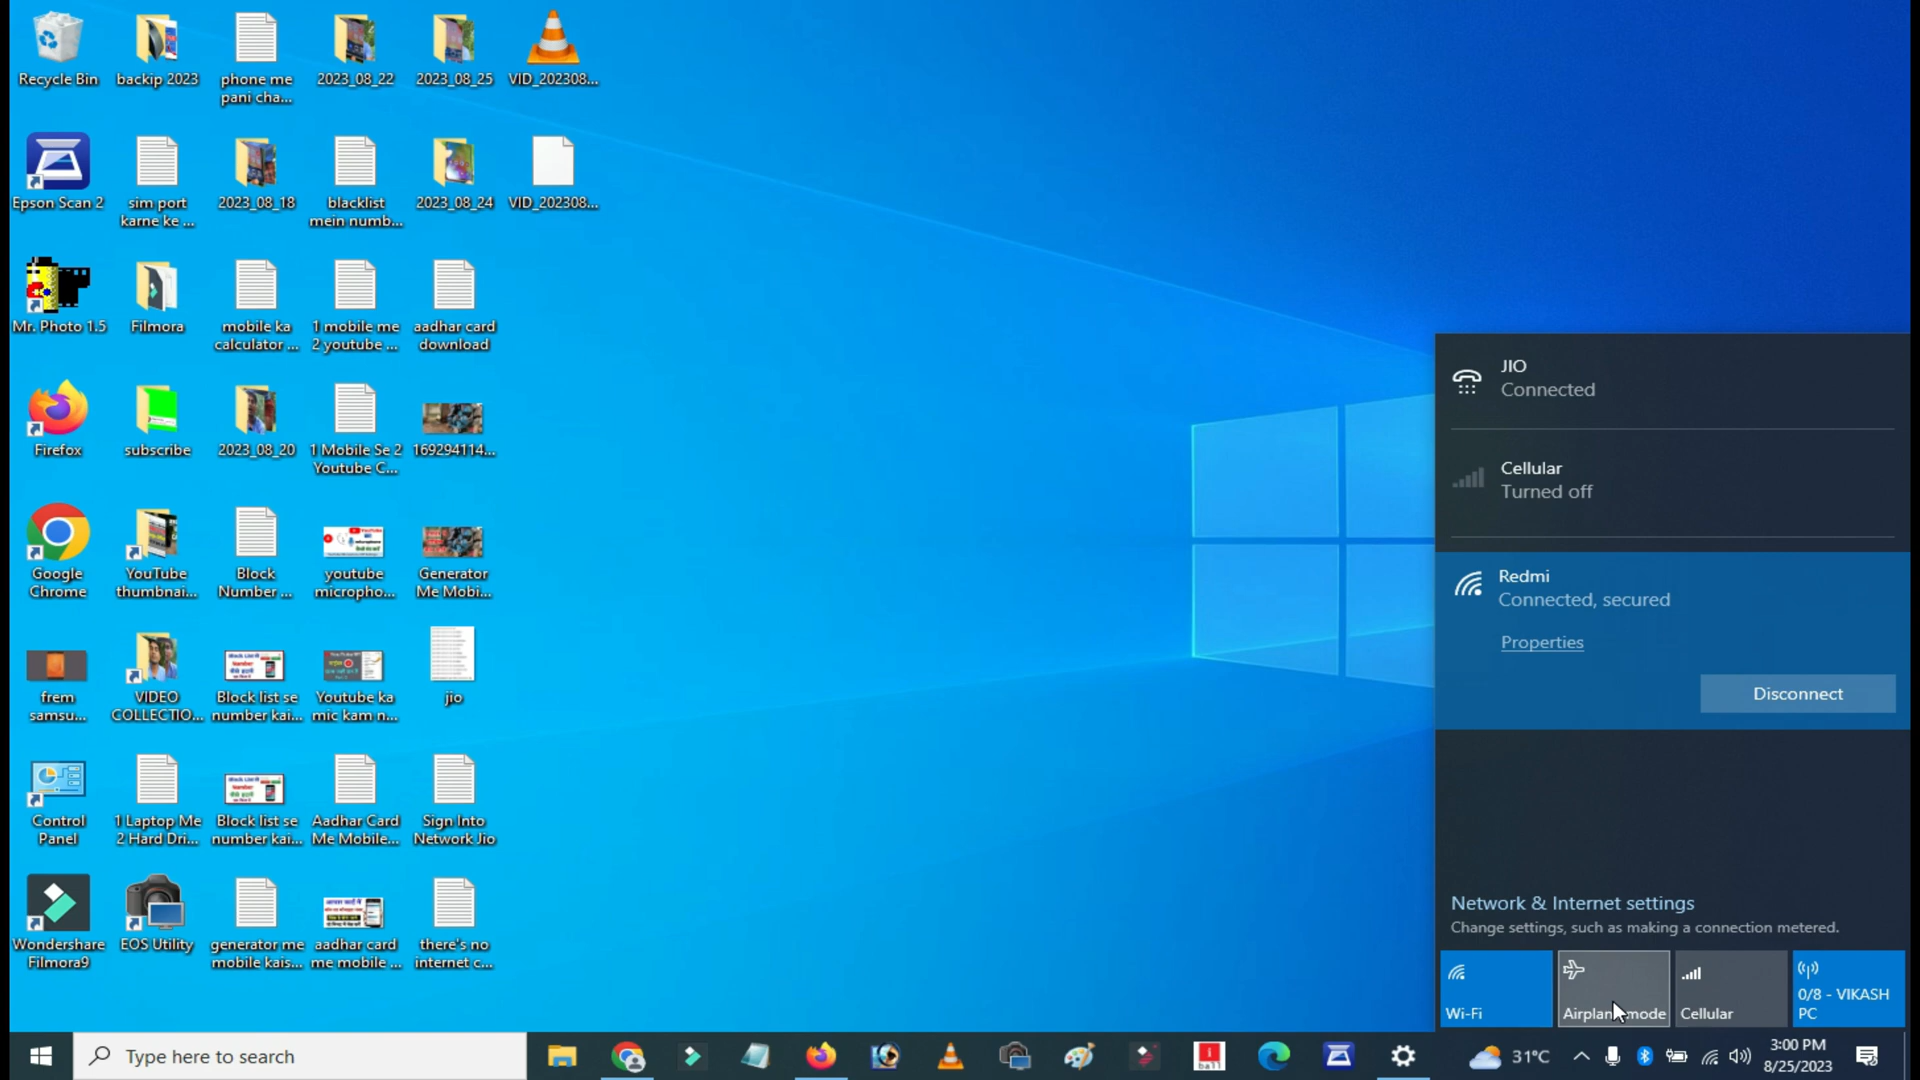 Recycle Bin
backip 2023
phone me
pani cha...
2023_08_22
2023_08_25
VID_202308...
Epson Scan 2
sim port
karne ke ...
2023_08_18
blacklist
mein numb...
2023_08_24
VID_202308...
Mr. Photo 1.5
Filmora
mobile ka
calculator ...
1 mobile me
2 youtube ...
aadhar card
download
Firefox
subscribe
2023_08_20
1 Mobile Se 2
Youtube C...
169294114...
Google
Chrome
YouTube
thumbnai...
Block
Number ...
youtube
micropho...
Generator
Me Mobi...
frem
samsu...
VIDEO
COLLECTIO...
Block list se
number kai...
Youtube ka
mic kam n...
jio
Control
Panel
1 Laptop Me
2 Hard Dri...
Block list se
number kai...
Aadhar Card
Me Mobile...
Sign Into
Network Jio
Wondershare
Filmora9
EOS Utility
generator me
mobile kais...
aadhar card
me mobile ...
there's no
internet c...
JIO
Connected
Cellular
Turned off
Redmi
Connected, secured
Properties
Disconnect
Network & Internet settings
Change settings, such as making a connection metered.
Wi-Fi
Airplane mode
Cellular
0/8 - VIKASH
PC
Type here to search
31°C
3:00 PM
8/25/2023